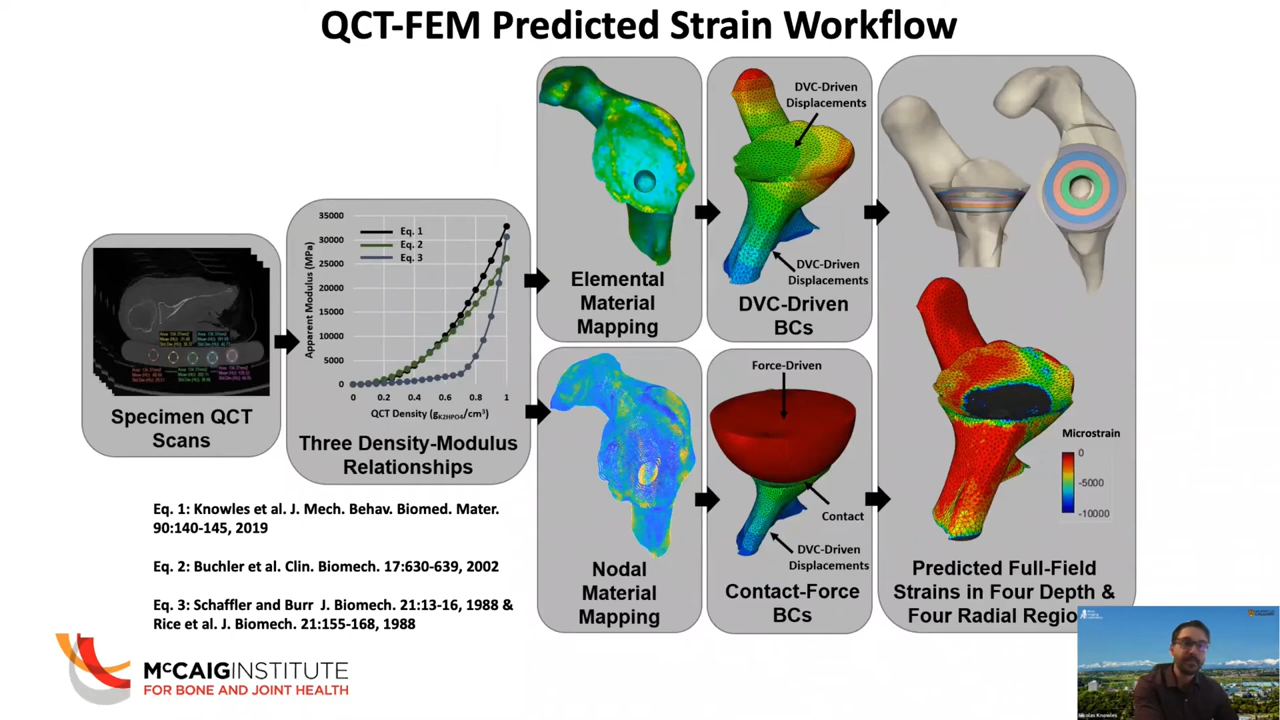 QCT-FEM Predicted Strain Workflow
Specimen QCT
Scans
Apparent Modulus (MPa)
35000
30000
25000
20000
15000
10000
5000
0
0
0.2
0.4
0.6
0.8
1
QCT Density (gK2HPO4/cm³)
Eq. 1
Eq. 2
Eq. 3
Three Density-Modulus
Relationships
Elemental
Material
Mapping
Nodal
Material
Mapping
DVC-Driven
Displacements
DVC-Driven
Displacements
DVC-Driven
BCs
Force-Driven
Contact
DVC-Driven
Displacements
Contact-Force
BCs
Microstrain
0
-5000
-10000
Predicted Full-Field
Strains in Four Depth &
Four Radial Regio
Eq. 1: Knowles et al. J. Mech. Behav. Biomed. Mater.
90:140-145, 2019
Eq. 2: Buchler et al. Clin. Biomech. 17:630-639, 2002
Eq. 3: Schaffler and Burr J. Biomech. 21:13-16, 1988 &
Rice et al. J. Biomech. 21:155-168, 1988
McCAIG INSTITUTE
FOR BONE AND JOINT HEALTH
Nicolas Knowles